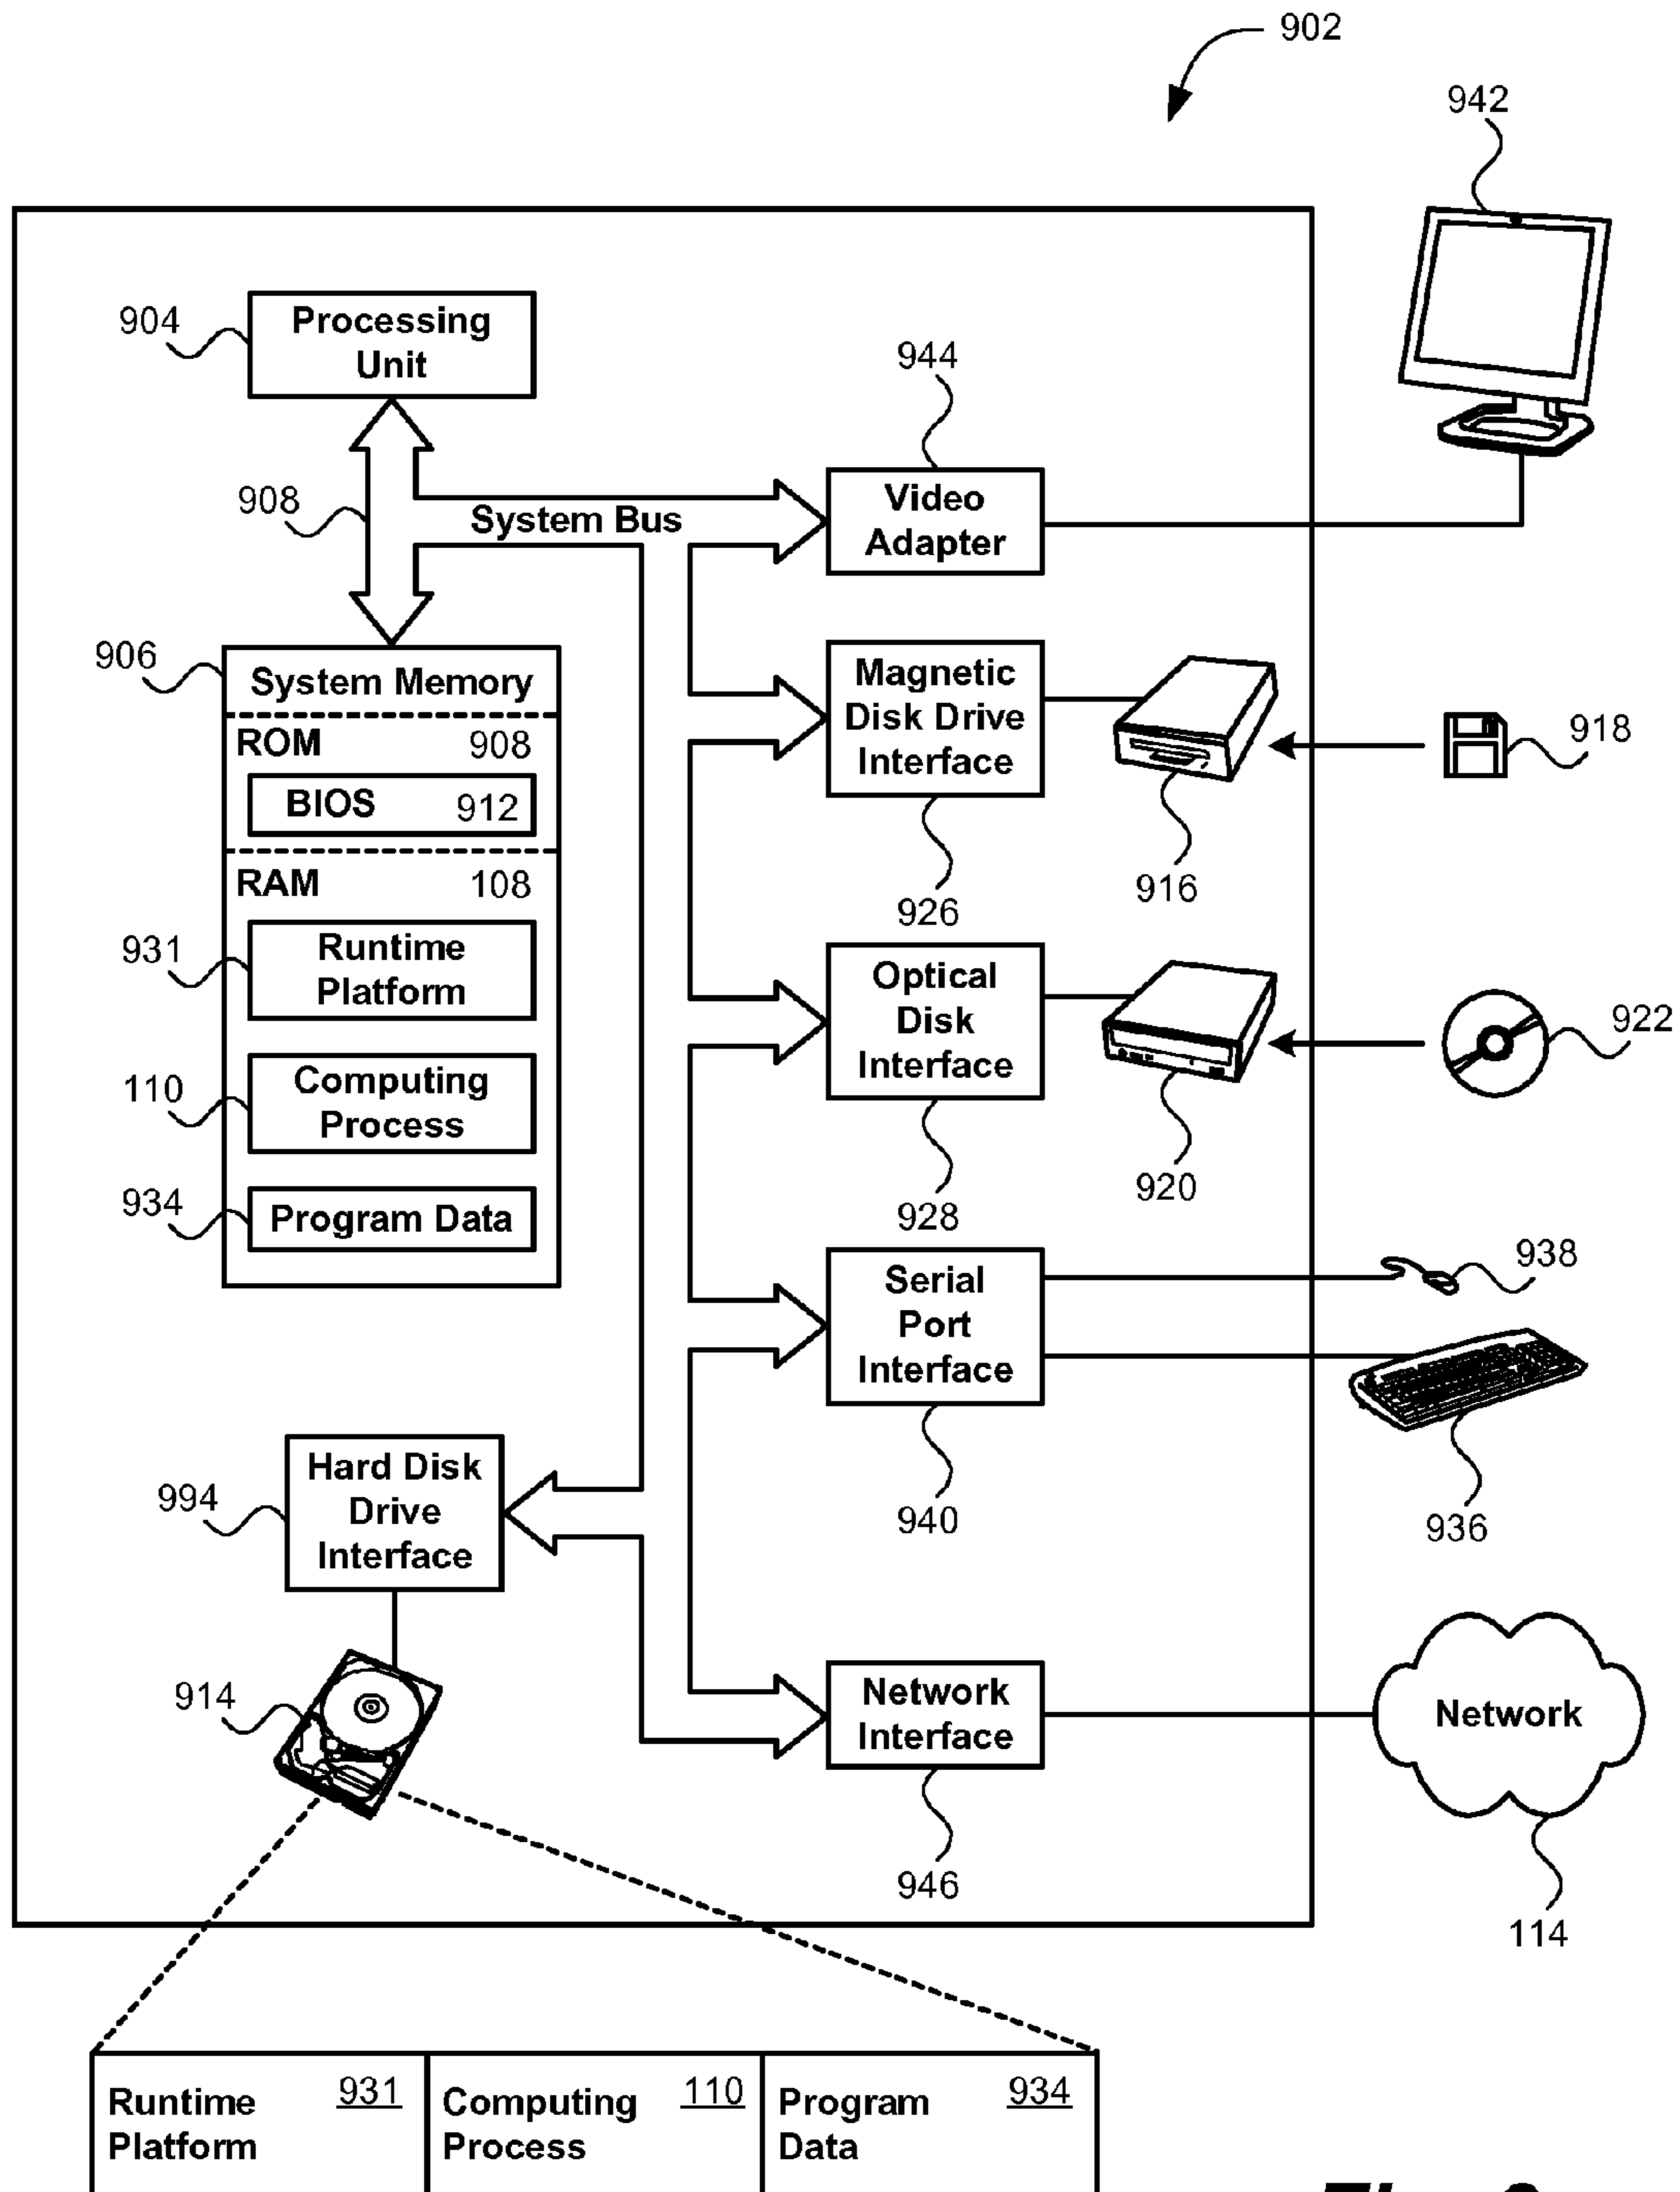 902
942
904
Processing
Unit
944
908
System Bus
Video
Adapter
906
System Memory
ROM 908
BIOS 912
RAM 108
931
Runtime
Platform
110
Computing
Process
934
Program Data
Magnetic
Disk Drive
Interface
926
916
918
Optical
Disk
Interface
928
920
922
Serial
Port
Interface
940
938
936
994
Hard Disk
Drive
Interface
914
Network
Interface
946
Network
114
Runtime
Platform
931
Computing
Process
110
Program
Data
934